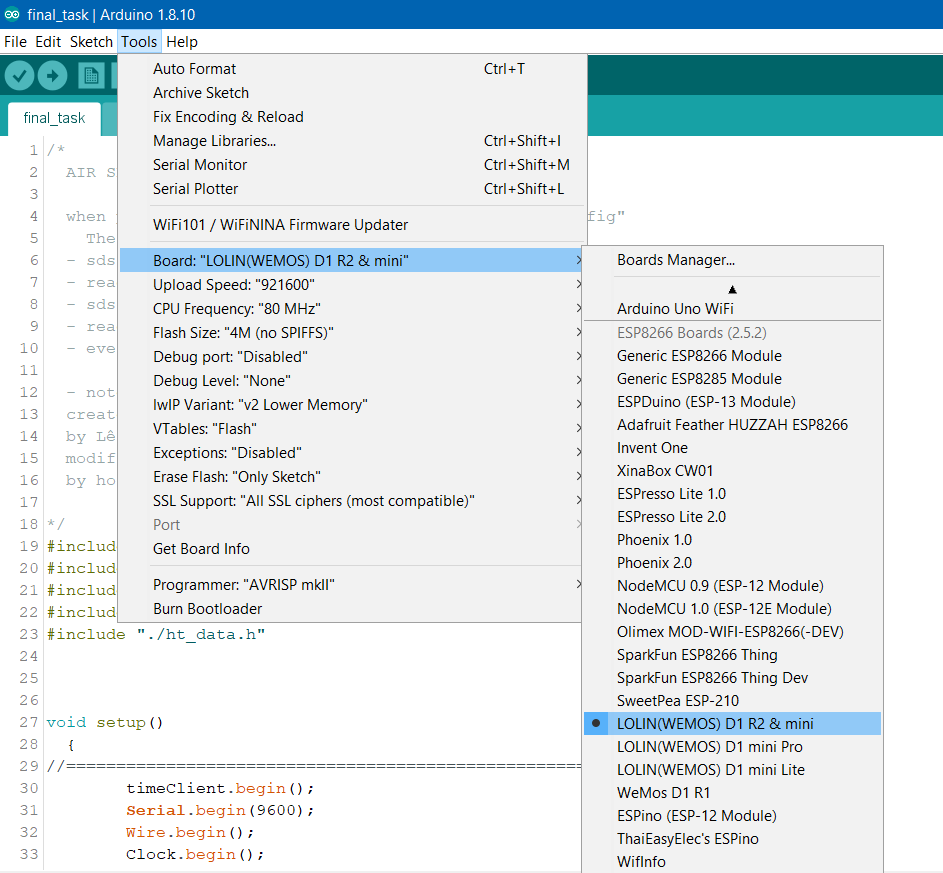 final_task | Arduino 1.8.10
File Edit Sketch Tools Help
final_task
Auto Format Ctrl+T
Archive Sketch
Fix Encoding & Reload
Manage Libraries... Ctrl+Shift+I
Serial Monitor Ctrl+Shift+M
Serial Plotter Ctrl+Shift+L
WiFi101 / WiFiNINA Firmware Updater
Board: "LOLIN(WEMOS) D1 R2 & mini"
Upload Speed: "921600"
CPU Frequency: "80 MHz"
Flash Size: "4M (no SPIFFS)"
Debug port: "Disabled"
Debug Level: "None"
IwIP Variant: "v2 Lower Memory"
VTables: "Flash"
Exceptions: "Disabled"
Erase Flash: "Only Sketch"
SSL Support: "All SSL ciphers (most compatible)"
Port
Get Board Info
Programmer: "AVRISP mkII"
Burn Bootloader
Boards Manager...
Arduino Uno WiFi
ESP8266 Boards (2.5.2)
Generic ESP8266 Module
Generic ESP8285 Module
ESPDuino (ESP-13 Module)
Adafruit Feather HUZZAH ESP8266
Invent One
XinaBox CW01
ESPresso Lite 1.0
ESPresso Lite 2.0
Phoenix 1.0
Phoenix 2.0
NodeMCU 0.9 (ESP-12 Module)
NodeMCU 1.0 (ESP-12E Module)
Olimex MOD-WIFI-ESP8266(-DEV)
SparkFun ESP8266 Thing
SparkFun ESP8266 Thing Dev
SweetPea ESP-210
LOLIN(WEMOS) D1 R2 & mini
LOLIN(WEMOS) D1 mini Pro
LOLIN(WEMOS) D1 mini Lite
WeMos D1 R1
ESPino (ESP-12 Module)
ThaiEasyElec's ESPino
WifInfo
1 /*
2 AIR S
3
4 when fig"
5 The
6 - sds
7 - rea
8 - sds
9 - rea
10 - eve
11
12 - not
13 creat
14 by Lê
15 modif
16 by ho
17
18 */
19 #includ
20 #includ
21 #includ
22 #includ
23 #include "./ht_data.h"
24
25
26
27 void setup()
28 {
29 //====================================================
30 timeClient.begin();
31 Serial.begin(9600);
32 Wire.begin();
33 Clock.begin();